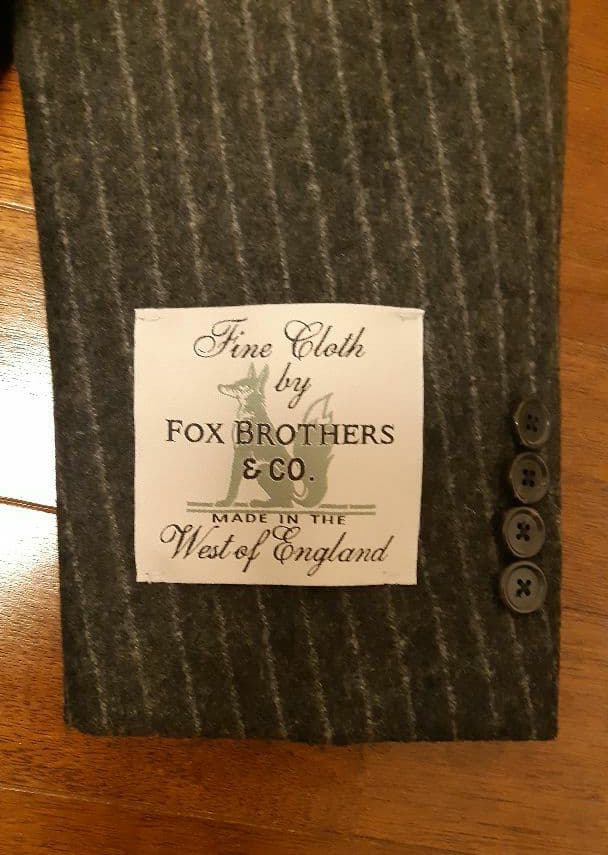 Fine Cloth
by
FOX BROTHERS
& CO.
MADE IN THE
West of England